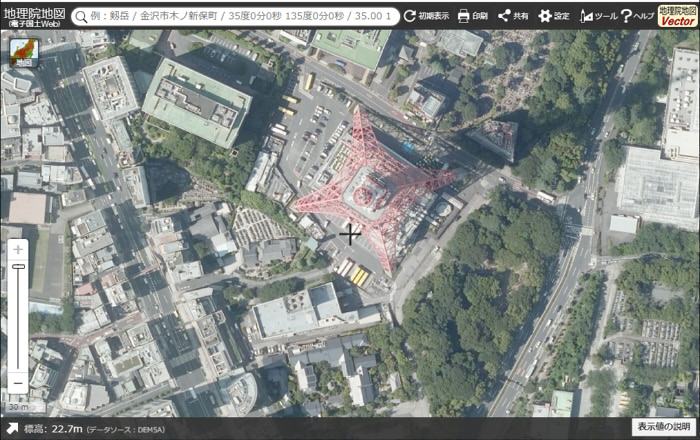 地理院地図
(電子国土Web)
例：剱岳 / 金沢市木ノ新保町 / 35度0分0秒 135度0分0秒 / 35.00 1
初期表示
印刷
共有
設定
ツール
ヘルプ
地理院地図
Vector
地図
30 m
標高: 22.7m (データソース：DEM5A)
表示値の説明